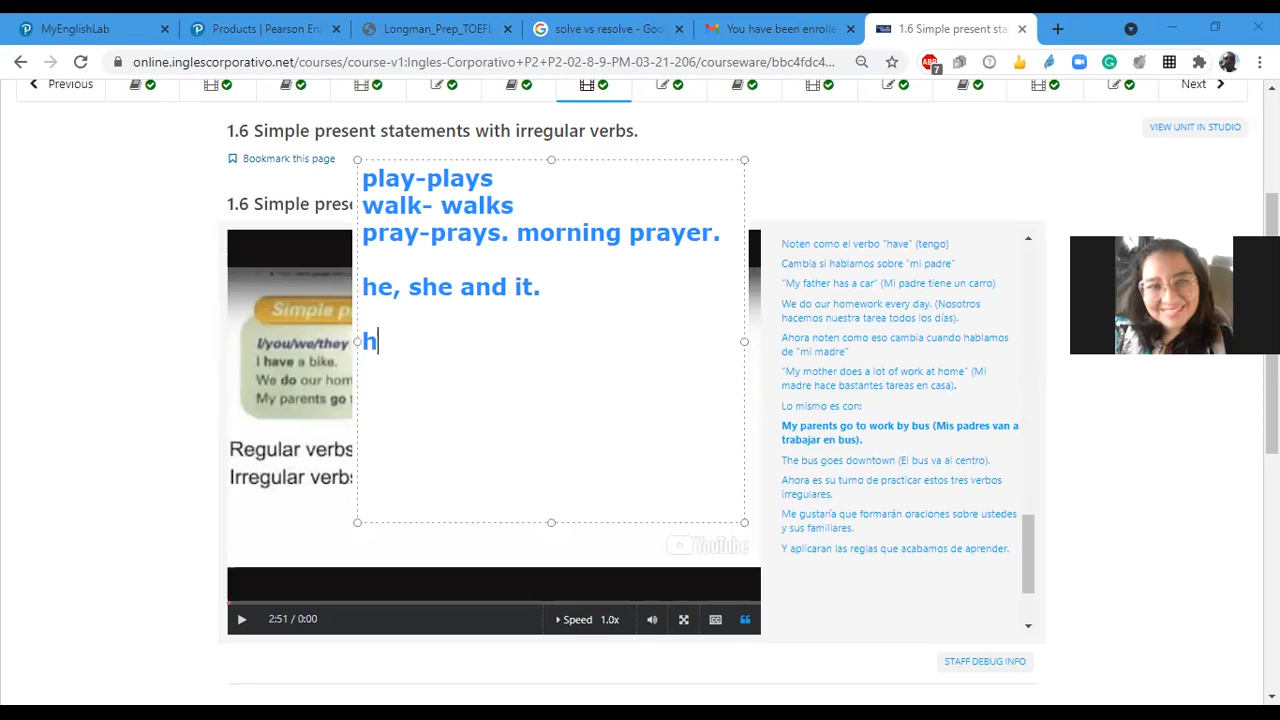 MyEnglishLab
Products | Pearson En
Longman_Prep_TOEFL
solve vs resolve - Goo
You have been enrolle
1.6 Simple present sta
online.inglescorporativo.net/courses/course-v1:Ingles-Corporativo+P2+P2-02-8-9-PM-03-21-206/courseware/bbc4fdc4...
ABP
7
Previous
Next
1.6 Simple present statements with irregular verbs.
VIEW UNIT IN STUDIO
Bookmark this page
1.6 Simple prese
play-plays
walk- walks
pray-prays. morning prayer.
he, she and it.
h
Simple p
I/you/we/they
I have a bike.
We do our hom
My parents go
Regular verbs
Irregular verbs
YouTube
2:51 / 0:00
Speed 1.0x
CC
Noten como el verbo "have" (tengo)
Cambia si hablamos sobre "mi padre"
"My father has a car" (Mi padre tiene un carro)
We do our homework every day. (Nosotros
hacemos nuestra tarea todos los días).
Ahora noten como eso cambia cuando hablamos
de "mi madre"
"My mother does a lot of work at home" (Mi
madre hace bastantes tareas en casa).
Lo mismo es con:
My parents go to work by bus (Mis padres van a
trabajar en bus).
The bus goes downtown (El bus va al centro).
Ahora es su turno de practicar estos tres verbos
irregulares.
Me gustaría que formarán oraciones sobre ustedes
y sus familiares.
Y aplicaran las reglas que acabamos de aprender.
STAFF DEBUG INFO